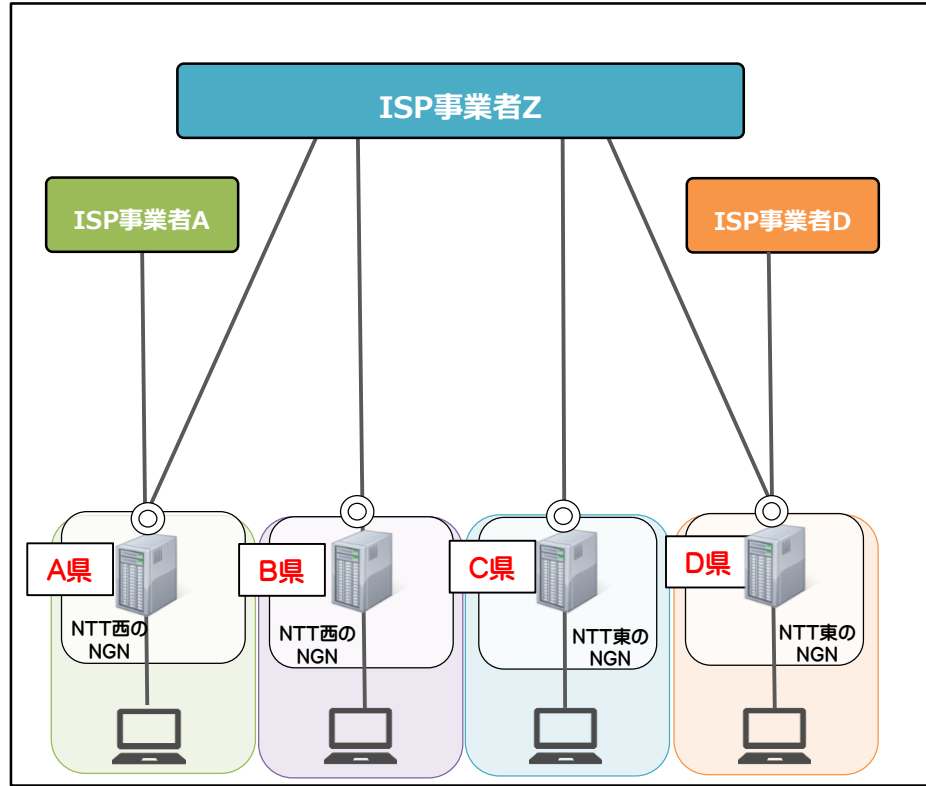 ISP事業者Z
ISP事業者A
ISP事業者D
A県
B県
C県
D県
NTT西の
NGN
NTT西の
NGN
NTT東の
NGN
NTT東の
NGN